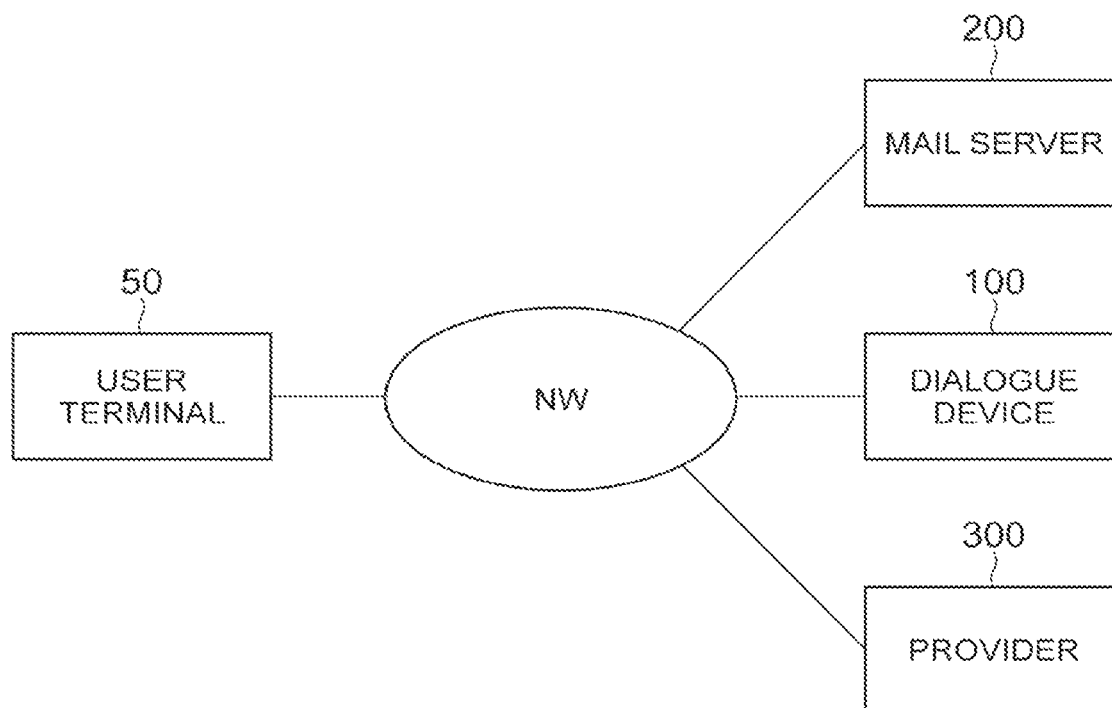 200
MAIL SERVER
50
USER
TERMINAL
NW
100
DIALOGUE
DEVICE
300
PROVIDER